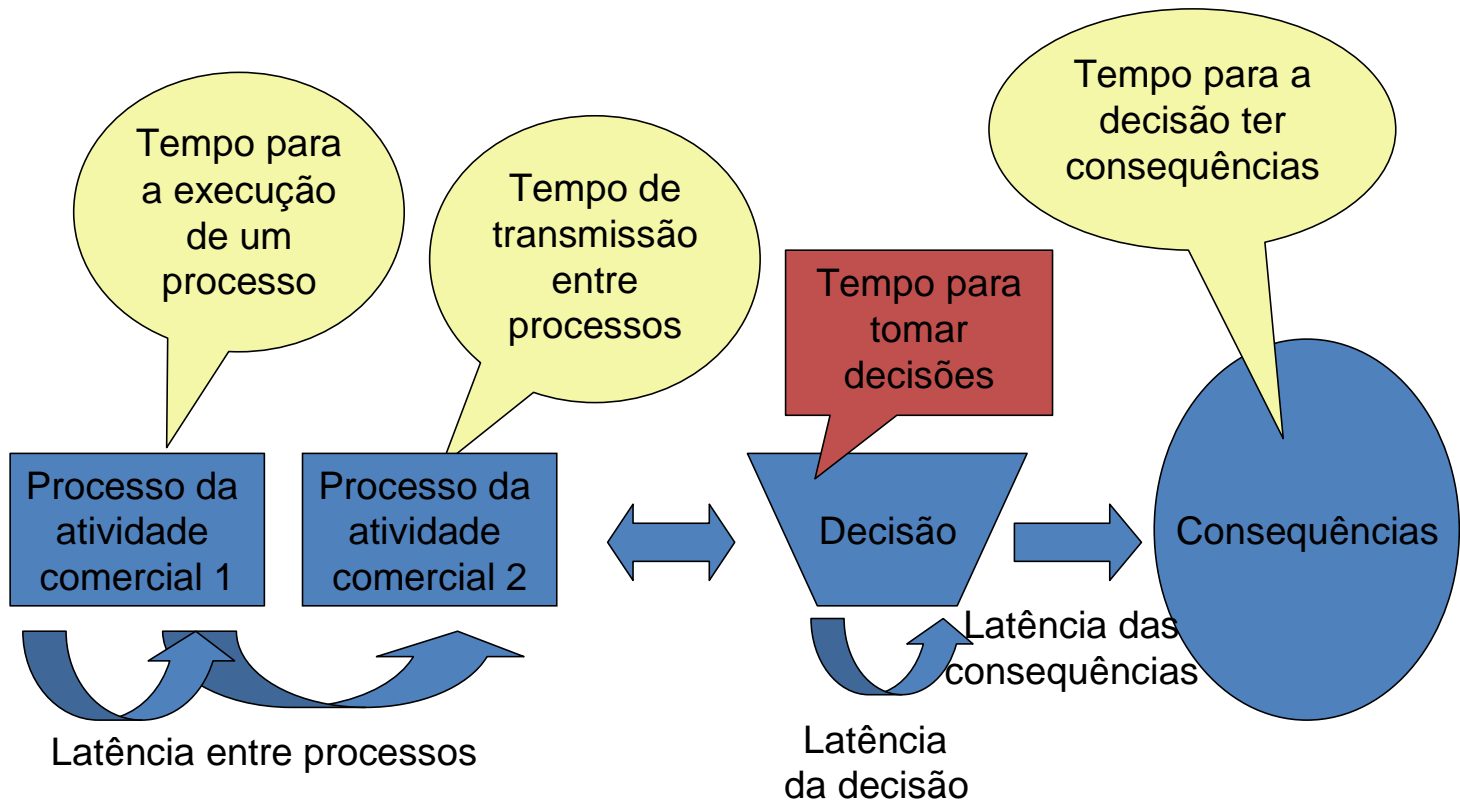 Tempo para
a execução
de um
processo
Tempo de
transmissão
entre
processos
Tempo para
tomar
decisões
Tempo para a
decisão ter
consequências
Processo da
atividade
comercial 1
Processo da
atividade
comercial 2
Decisão
Consequências
Latência entre processos
Latência
da decisão
Latência das
consequências